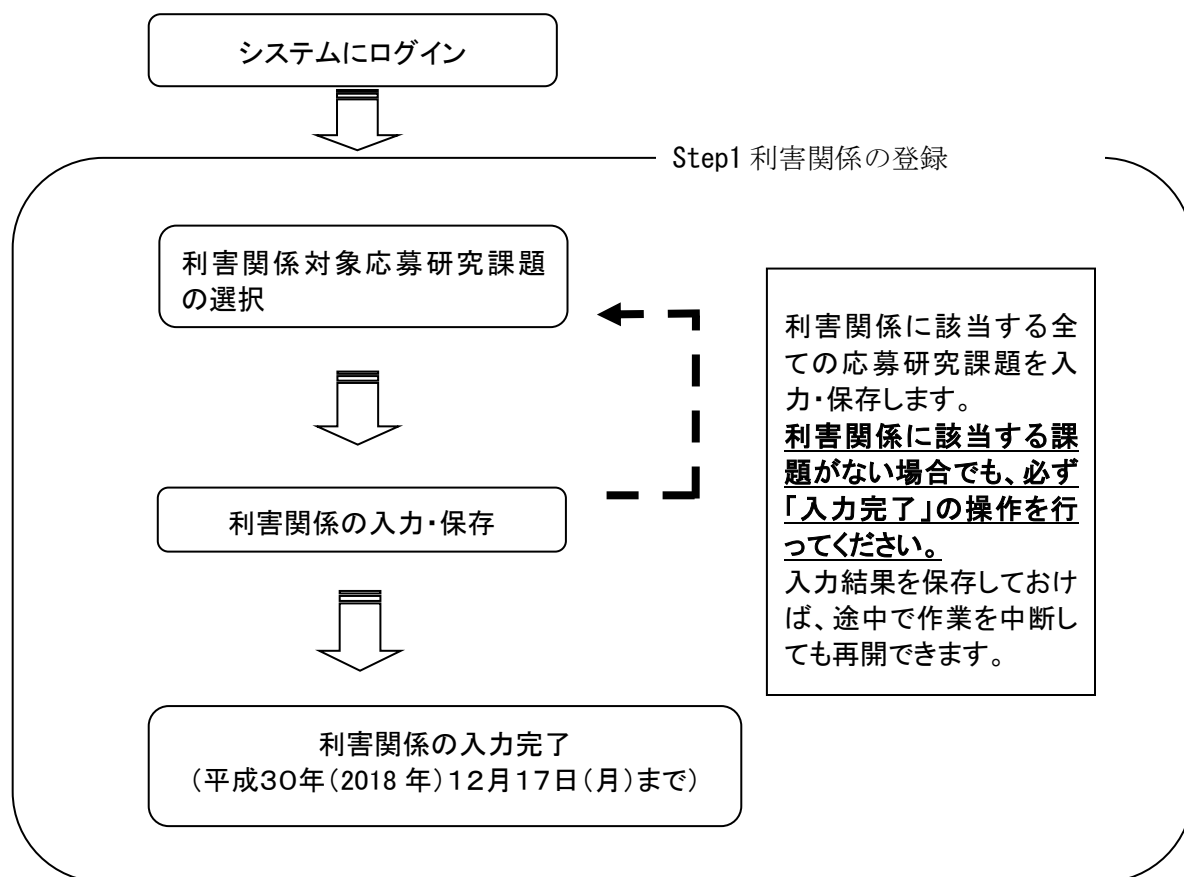 システムにログイン
Step1 利害関係の登録
利害関係対象応募研究課題
の選択
利害関係の入力・保存
利害関係の入力完了
(平成30年(2018 年)12月17日(月)まで)
利害関係に該当する全
ての応募研究課題を入
力・保存します。
利害関係に該当する課
題がない場合でも、必ず
「入力完了」の操作を行
ってください。
入力結果を保存しておけ
ば、途中で作業を中断し
ても再開できます。